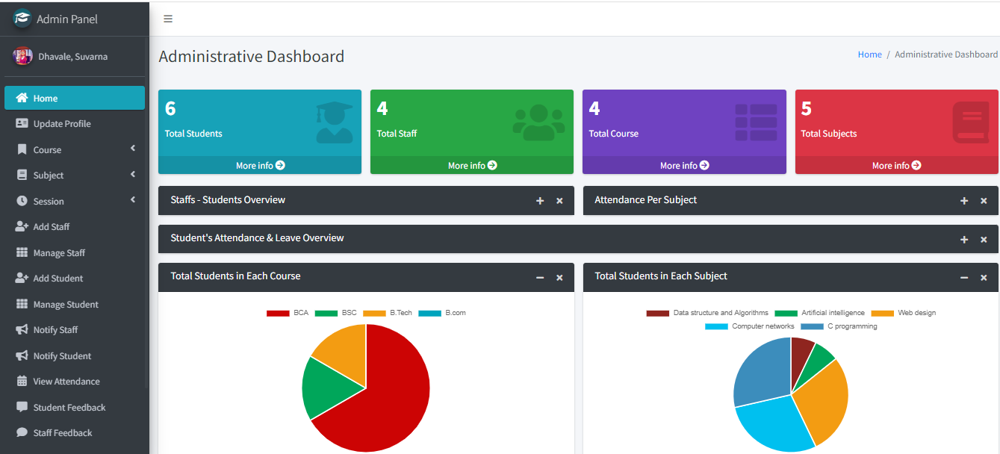 Admin Panel
Dhavale, Suvarna
Home
Update Profile
Course
Subject
Session
Add Staff
Manage Staff
Add Student
Manage Student
Notify Staff
Notify Student
View Attendance
Student Feedback
Staff Feedback
Administrative Dashboard
Home / Administrative Dashboard
6
Total Students
More info
4
Total Staff
More info
4
Total Course
More info
5
Total Subjects
More info
Staffs - Students Overview
Attendance Per Subject
Student's Attendance & Leave Overview
Total Students in Each Course
BCA BSC B.Tech B.com
Total Students in Each Subject
Data structure and Algorithms Artificial intelligence Web design
Computer networks C programming